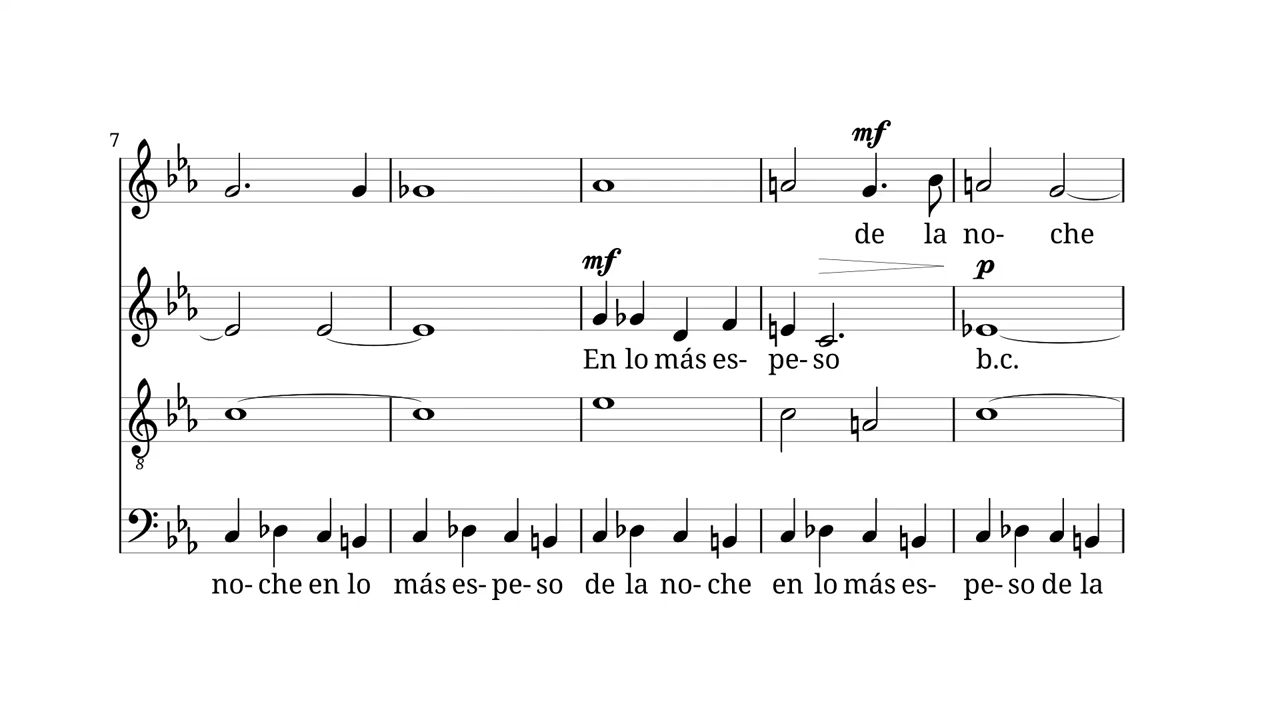 7
mf
de la no- che
mf
p
En lo más es- pe- so b.c.
8
no- che en lo más es- pe- so de la no- che en lo más es- pe- so de la